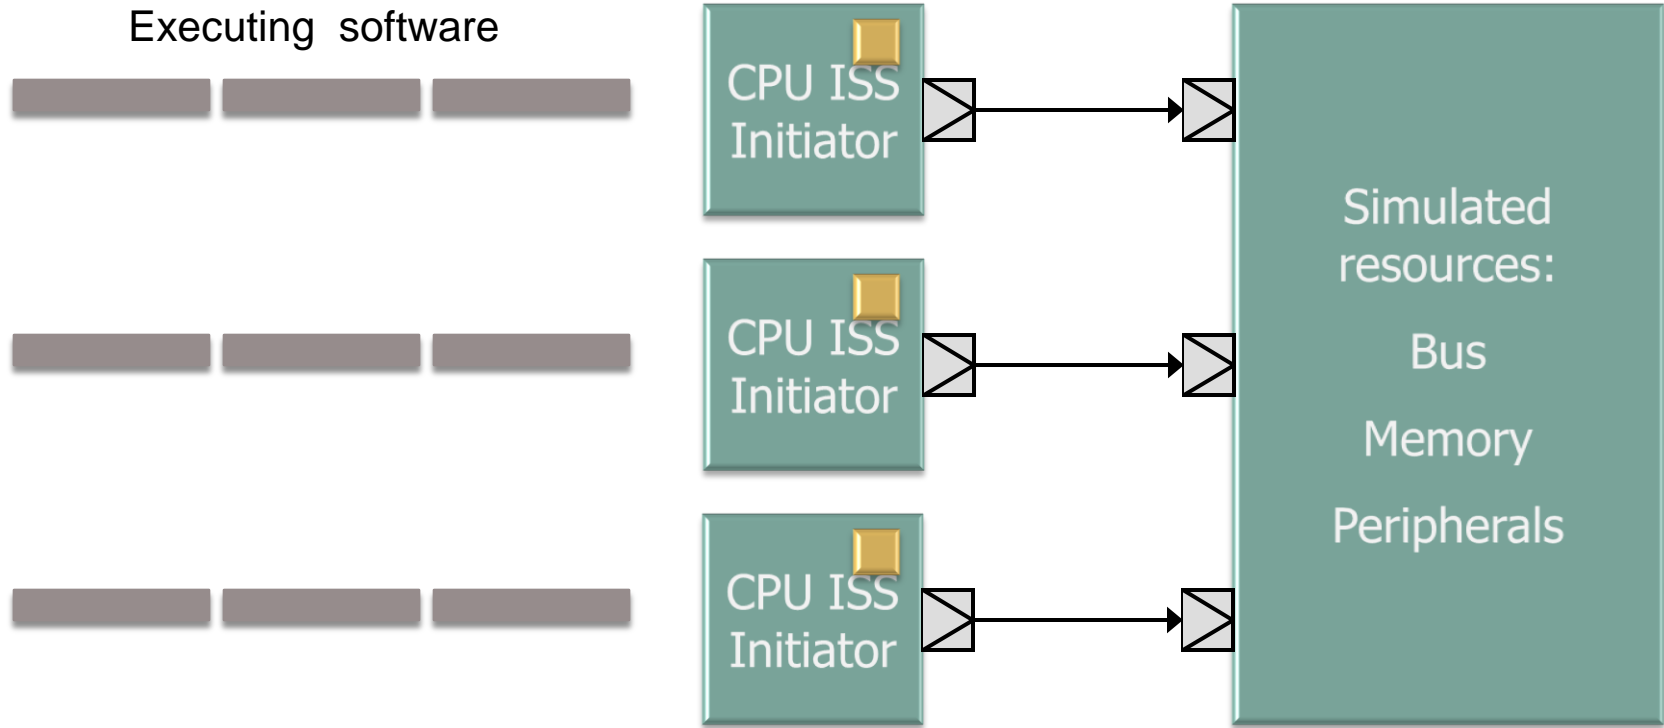 Executing software
CPU ISS
Initiator
CPU ISS
Initiator
CPU ISS
Initiator
Simulated
resources:
Bus
Memory
Peripherals